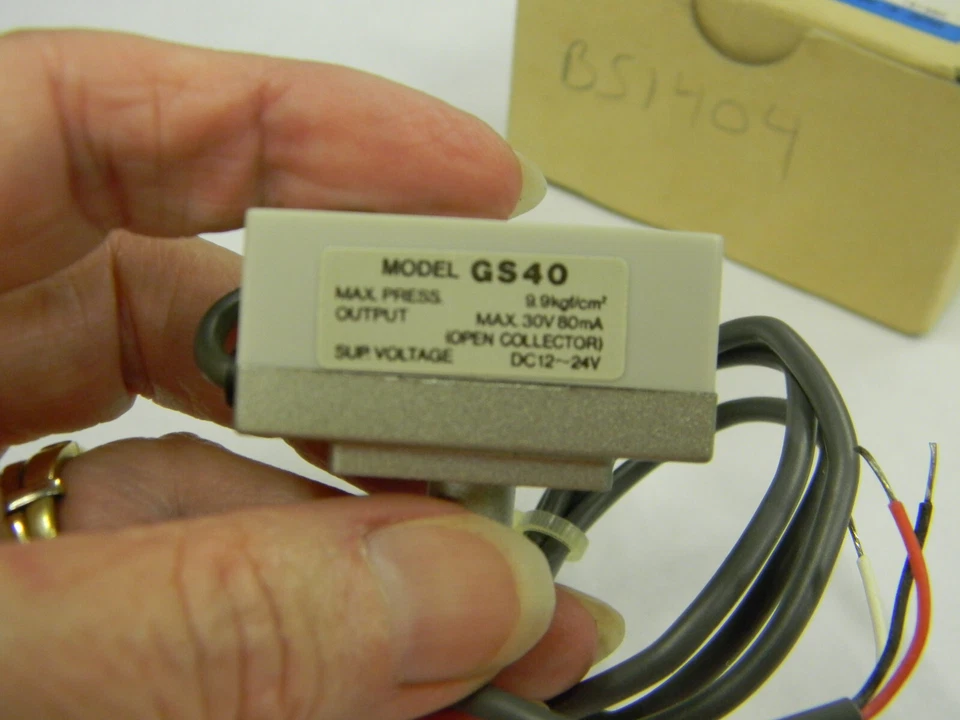 BS1404
MODEL GS40
MAX. PRESS. 9.9kgf/cm²
OUTPUT MAX. 30V 80mA
(OPEN COLLECTOR)
SUP. VOLTAGE DC12~24V